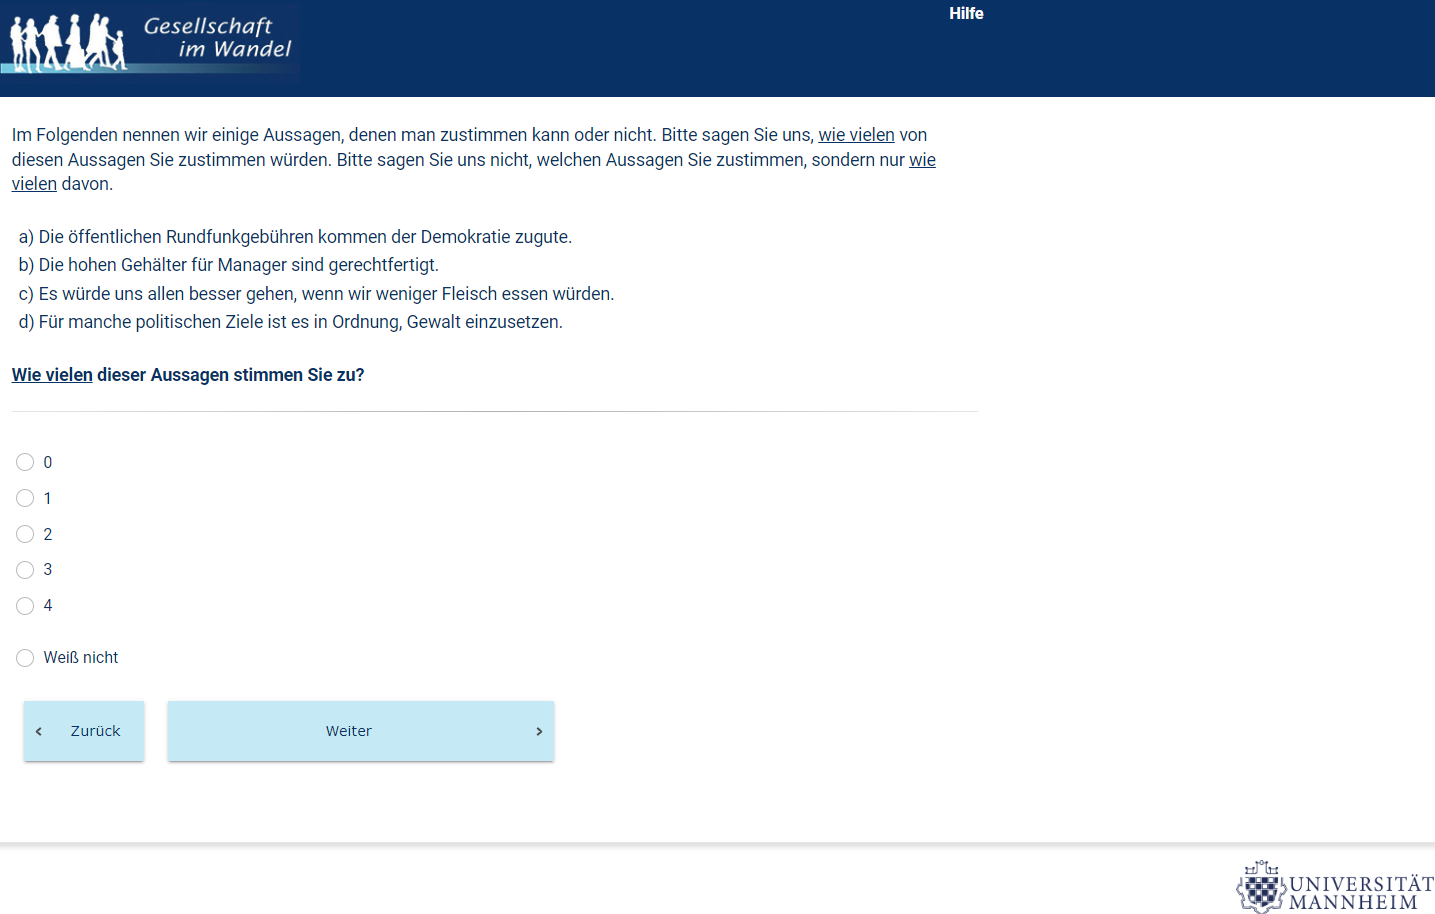 Gesellschaft
im Wandel
Hilfe
Im Folgenden nennen wir einige Aussagen, denen man zustimmen kann oder nicht. Bitte sagen Sie uns, wie vielen von
diesen Aussagen Sie zustimmen würden. Bitte sagen Sie uns nicht, welchen Aussagen Sie zustimmen, sondern nur wie
vielen davon.
a) Die öffentlichen Rundfunkgebühren kommen der Demokratie zugute.
b) Die hohen Gehälter für Manager sind gerechtfertigt.
c) Es würde uns allen besser gehen, wenn wir weniger Fleisch essen würden.
d) Für manche politischen Ziele ist es in Ordnung, Gewalt einzusetzen.
Wie vielen dieser Aussagen stimmen Sie zu?
0
1
2
3
4
Weiß nicht
‹ Zurück
Weiter ›
UNIVERSITÄT
MANNHEIM